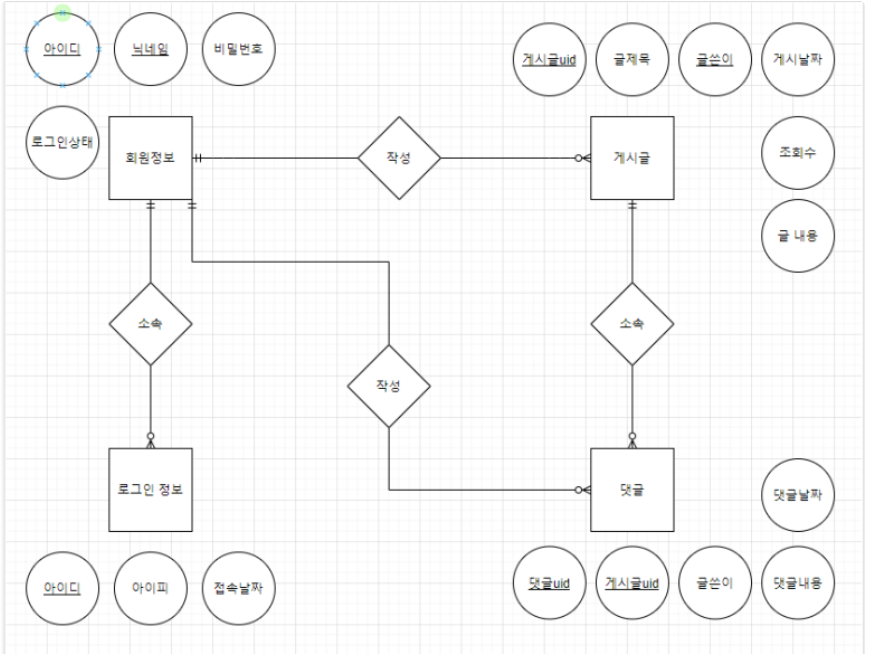 아이디
닉네임
비밀번호
게시글uid
글제목
글쓴이
게시날짜
로그인상태
회원정보
작성
게시글
조회수
글 내용
소속
소속
작성
로그인 정보
댓글
댓글날짜
아이디
아이피
접속날짜
댓글uid
게시글uid
글쓴이
댓글내용